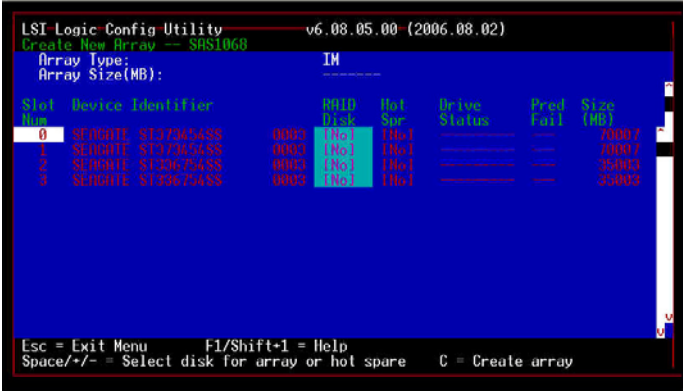 LSI Logic Config Utility v6.08.05.00 (2006.08.02)
Create New Array -- SAS1068
Array Type: IM
Array Size(MB): -------
Slot Device Identifier RAID Hot Drive Pred Size
Num Disk Spr Status Fail (MB)
0 SEAGATE ST373454SS 0003 [No] [No] ---------- --- 70007
1 SEAGATE ST373454SS 0003 [No] [No] ---------- --- 70007
2 SEAGATE ST336754SS 0003 [No] [No] ---------- --- 35003
3 SEAGATE ST336754SS 0003 [No] [No] ---------- --- 35003
Esc = Exit Menu F1/Shift+1 = Help
Space/+/- = Select disk for array or hot spare C = Create array